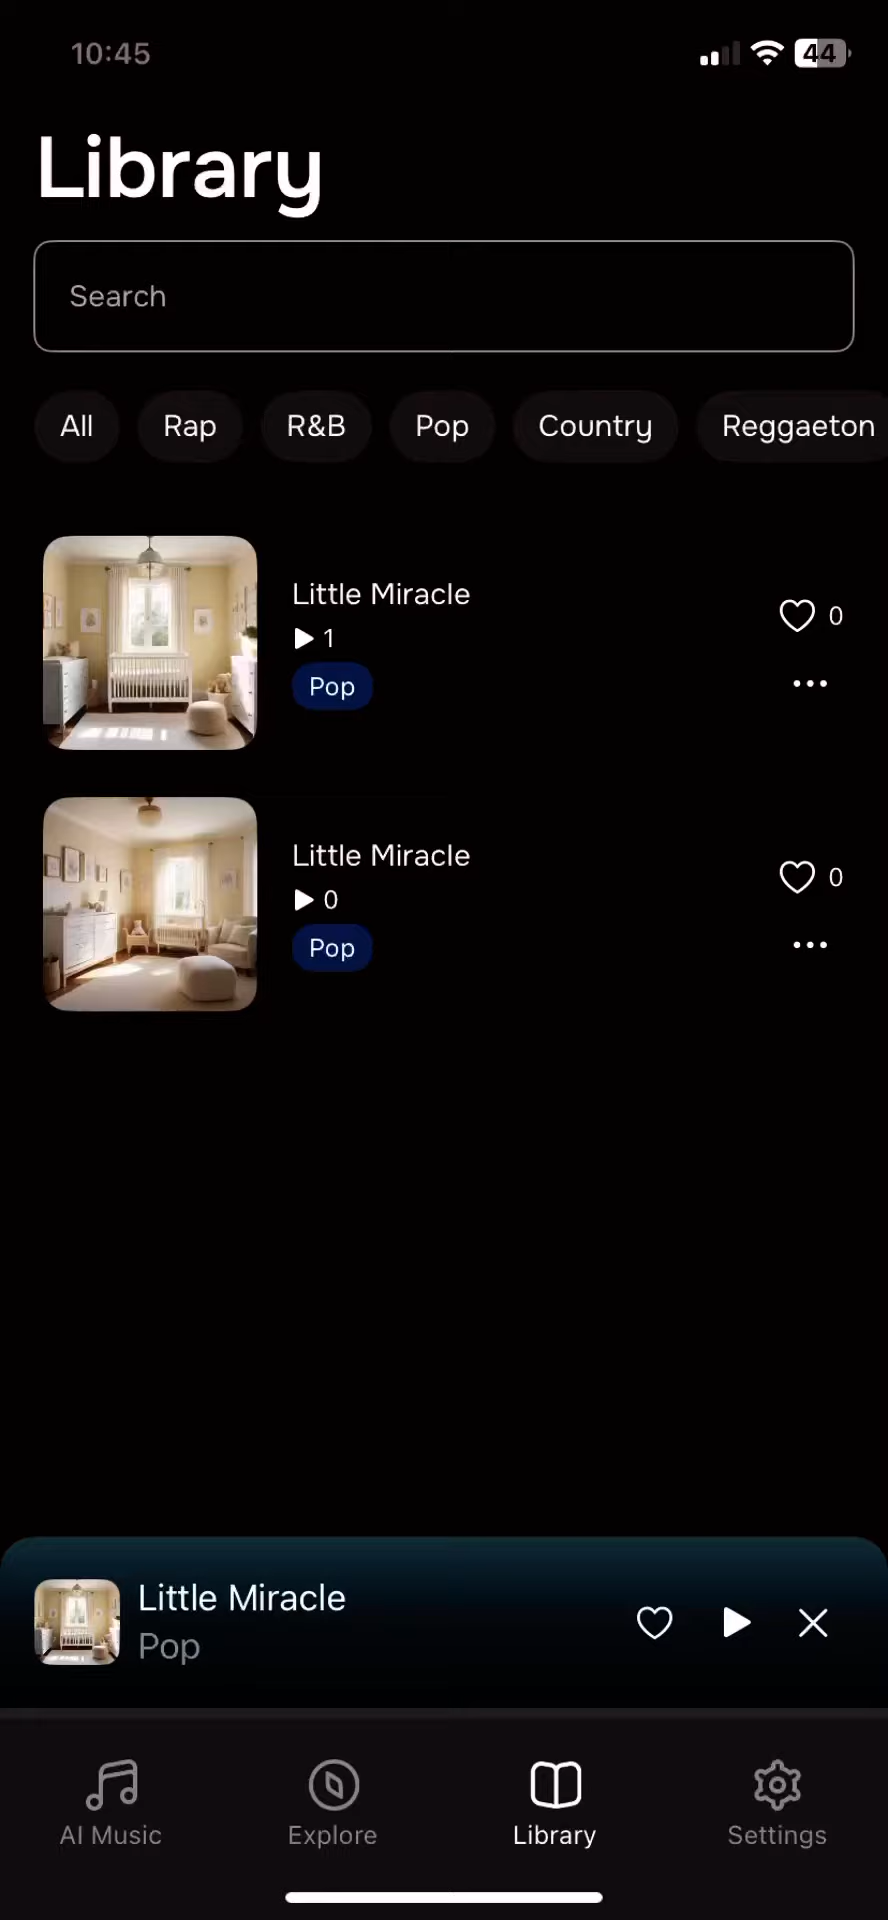 10:45
44
Library
Search
All Rap R&B Pop Country Reggaeton
Little Miracle
1
0
Pop
Little Miracle
0
0
Pop
Little Miracle
Pop
AI Music Explore Library Settings